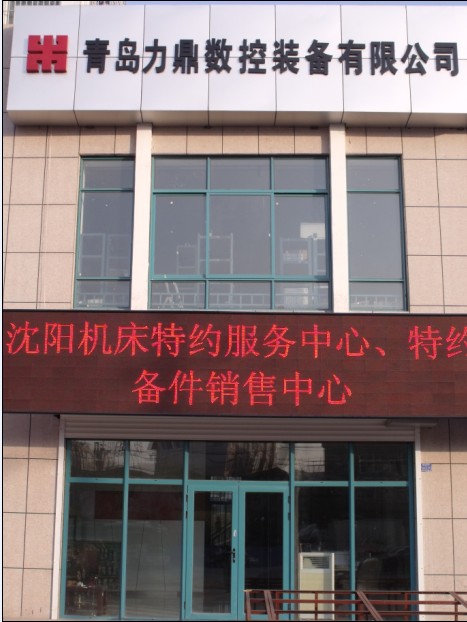 青岛力鼎数控装备有限公司
沈阳机床特约服务中心、特约
备件销售中心